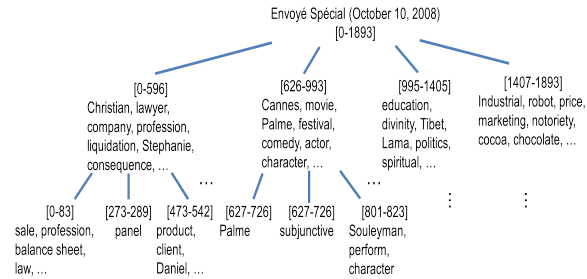 Envoyé Spécial (October 10, 2008)
[0-1893]
[0-596]
Christian, lawyer,
company, profession,
liquidation, Stephanie,
consequence, …
[626-993]
Cannes, movie,
Palme, festival,
comedy, actor,
character, …
[995-1405]
education,
divinity, Tibet,
Lama, politics,
spiritual, …
[1407-1893]
Industrial, robot, price,
marketing, notoriety,
cocoa, chocolate, …
…
…
⋮
⋮
[0-83]
sale, profession,
balance sheet,
law, …
[273-289]
panel
[473-542]
product,
client,
Daniel, …
[627-726]
Palme
[627-726]
subjunctive
[801-823]
Souleyman,
perform,
character